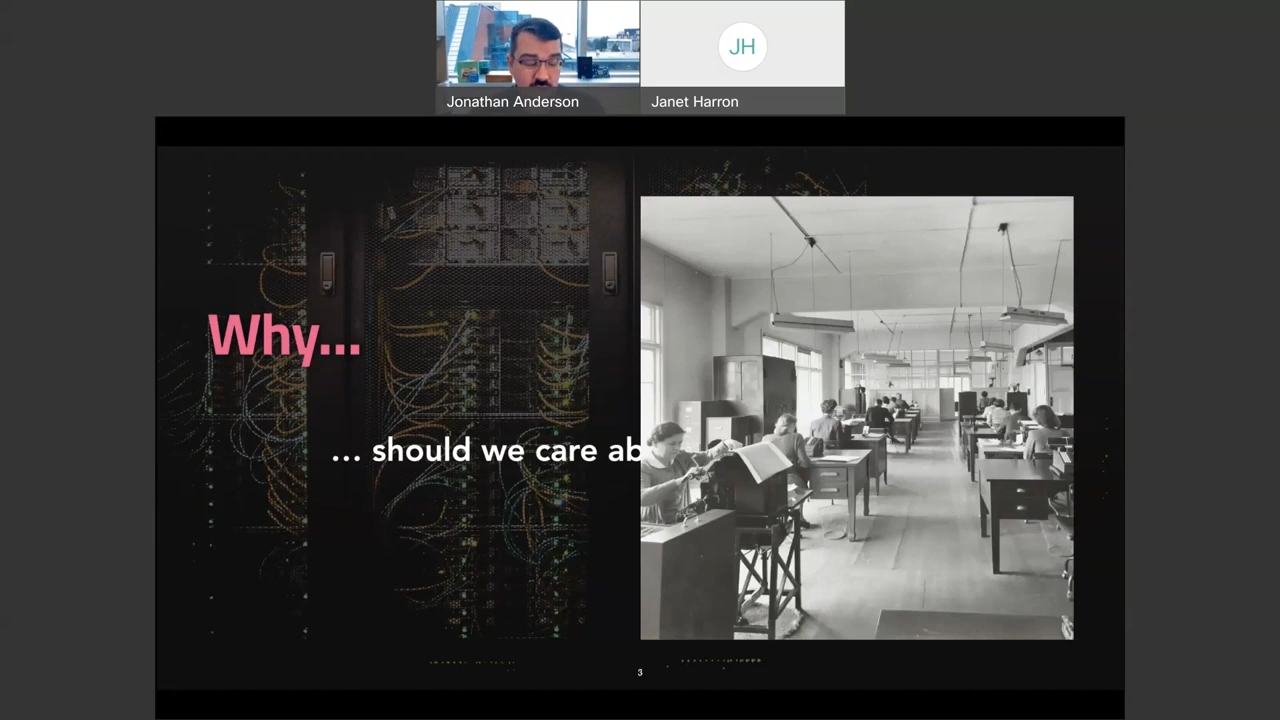 JH
Jonathan Anderson
Janet Harron
Why...
... should we care ab
3